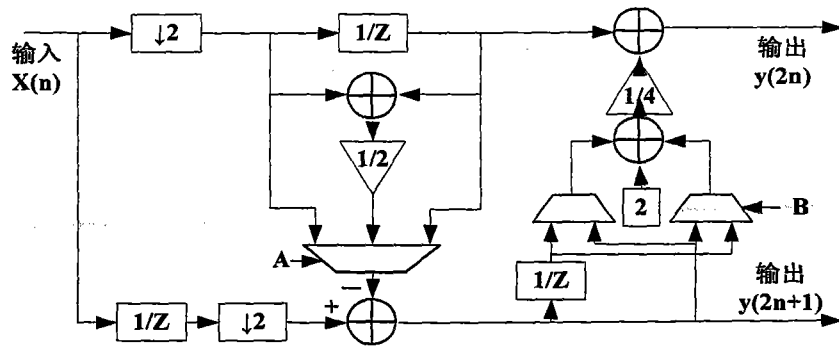 输入
X(n)
↓2
1/Z
1/2
A
1/Z
↓2
+
−
1/4
2
B
1/Z
输出
y(2n)
输出
y(2n+1)